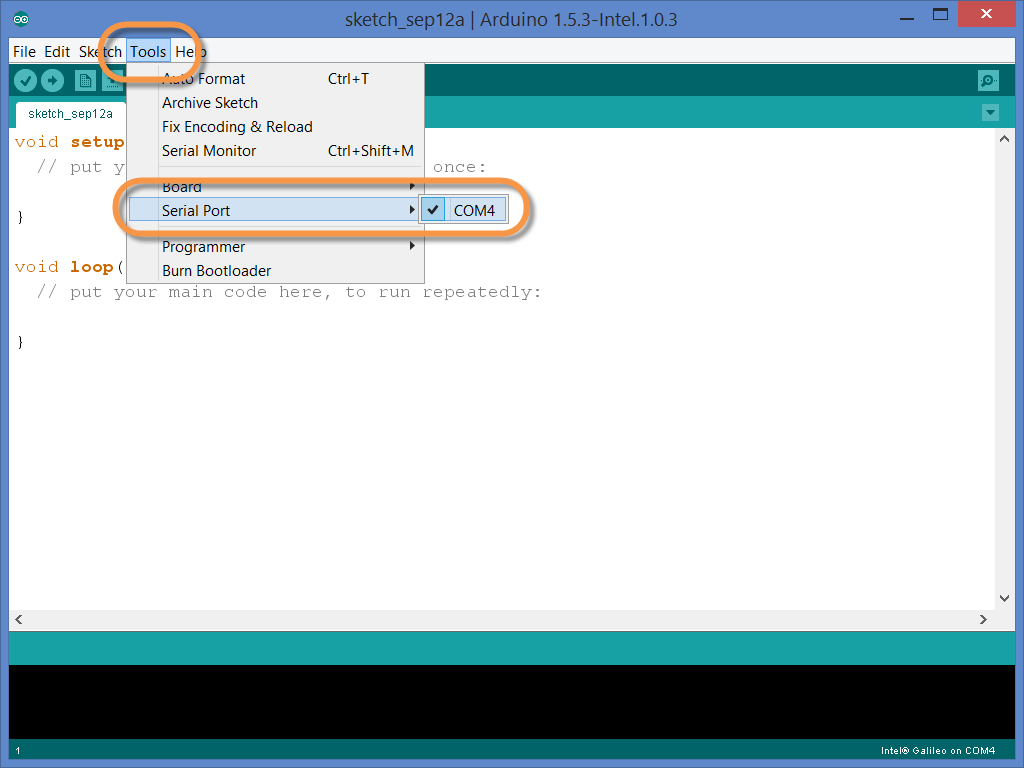 sketch_sep12a | Arduino 1.5.3-Intel.1.0.3
File Edit Sketch Tools Help
Auto Format Ctrl+T
Archive Sketch
Fix Encoding & Reload
Serial Monitor Ctrl+Shift+M
Board
Serial Port
COM4
Programmer
Burn Bootloader
sketch_sep12a
void setup
// put y once:
}
void loop(
// put your main code here, to run repeatedly:
}
1
Intel® Galileo on COM4